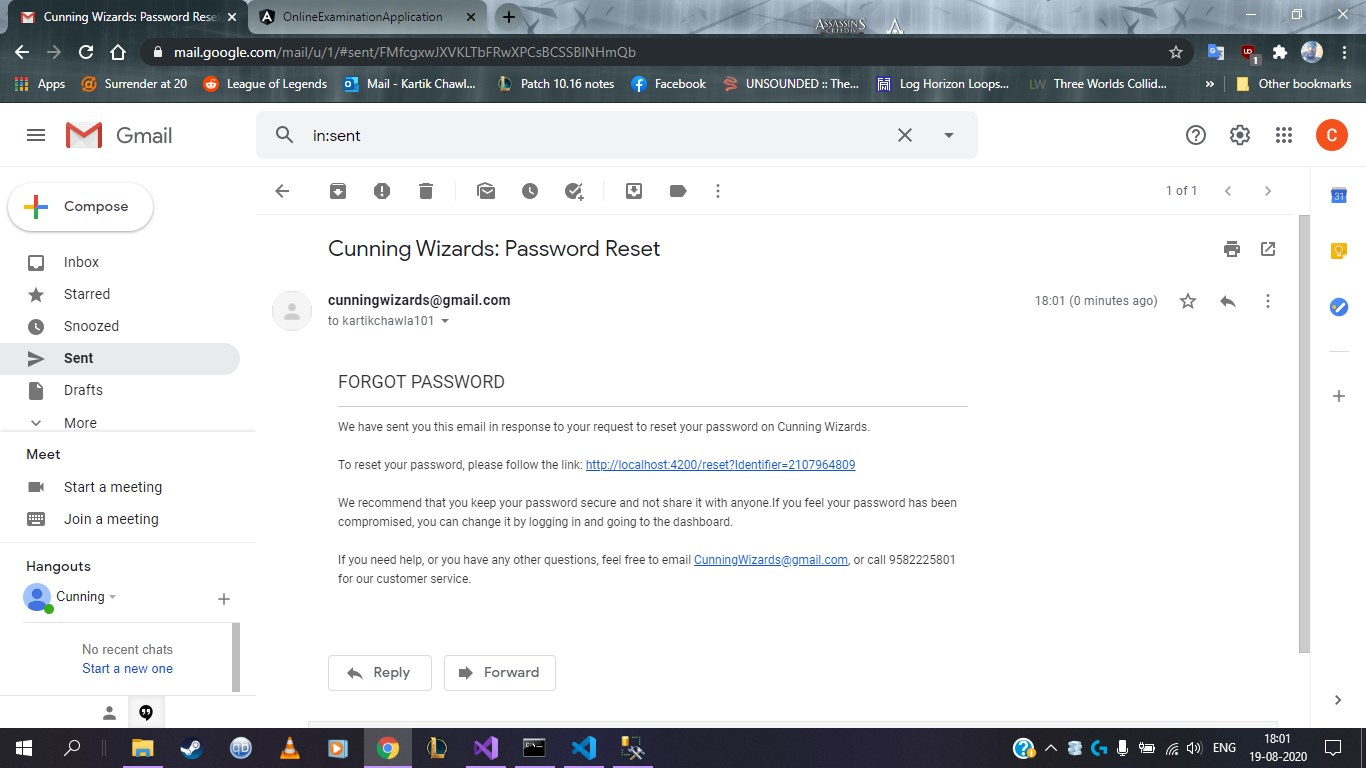 Cunning Wizards: Password Rese
OnlineExaminationApplication
ASSASSINS
CREED IV
mail.google.com/mail/u/1/#sent/FMfcgxwJXVKLTbFRwXPCsBCSSBlNHmQb
1
Apps
Surrender at 20
League of Legends
Mail - Kartik Chawl...
Patch 10.16 notes
Facebook
UNSOUNDED :: The...
Log Horizon Loops...
LW
Three Worlds Collid...
»
Other bookmarks
Gmail
in:sent
C
Compose
1 of 1
31
Inbox
Starred
Snoozed
Sent
Drafts
More
Cunning Wizards: Password Reset
cunningwizards@gmail.com
18:01 (0 minutes ago)
to kartikchawla101
FORGOT PASSWORD
We have sent you this email in response to your request to reset your password on Cunning Wizards.
To reset your password, please follow the link: http://localhost:4200/reset?Identifier=2107964809
We recommend that you keep your password secure and not share it with anyone.If you feel your password has been
compromised, you can change it by logging in and going to the dashboard.
If you need help, or you have any other questions, feel free to email CunningWizards@gmail.com, or call 9582225801
for our customer service.
Meet
Start a meeting
Join a meeting
Hangouts
Cunning
No recent chats
Start a new one
Reply
Forward
ENG
18:01
19-08-2020